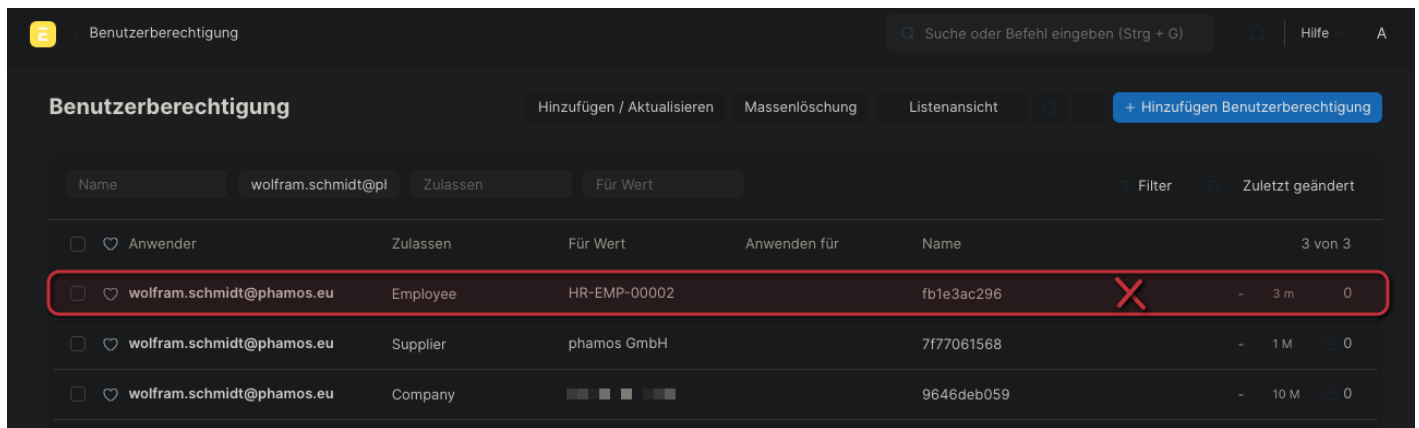 E Benutzerberechtigung Suche oder Befehl eingeben (Strg + G) Hilfe A
Benutzerberechtigung Hinzufügen / Aktualisieren Massenlöschung Listenansicht + Hinzufügen Benutzerberechtigung
Name wolfram.schmidt@pl Zulassen Für Wert Filter Zuletzt geändert
Anwender Zulassen Für Wert Anwenden für Name 3 von 3
wolfram.schmidt@phamos.eu Employee HR-EMP-00002 fb1e3ac296 - 3 m 0
wolfram.schmidt@phamos.eu Supplier phamos GmbH 7f77061568 - 1 M 0
wolfram.schmidt@phamos.eu Company 9646deb059 - 10 M 0